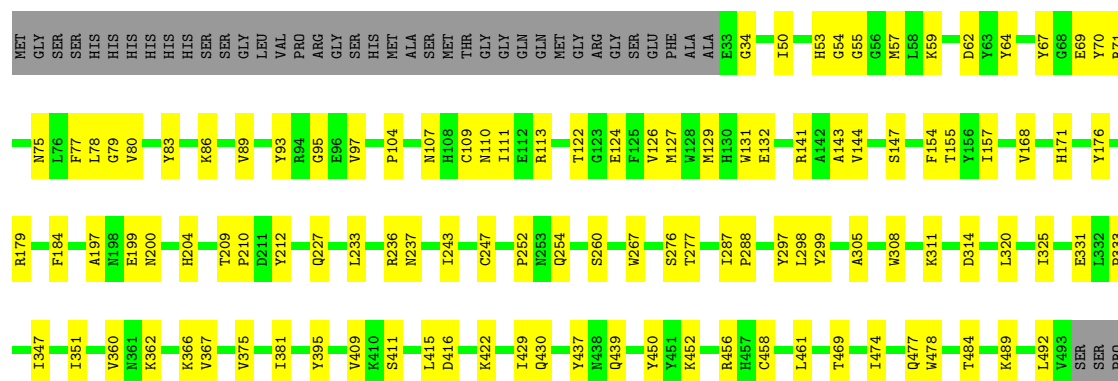 MET GLY SER SER HIS HIS HIS HIS HIS HIS SER SER GLY LEU VAL PRO ARG GLY SER HIS MET ALA SER MET THR GLY GLY GLN GLN MET GLY ARG GLY SER GLU PHE ALA ALA E33 G34 I50 H53 G54 G55 G56 M57 L58 K59 D62 Y63 Y64 Y67 G68 E69 Y70
N75 L76 F77 L78 G79 V80 Y83 K86 V89 Y93 R94 G95 E96 V97 P104 N107 H108 C109 N110 I111 E112 R113 T122 G123 E124 F125 V126 M127 W128 M129 H130 W131 E132 R141 A142 A143 V144 S147 F154 T155 Y156 I157 V168 H171 Y176
R179 F184 A197 N198 E199 N200 H204 T209 P210 D211 Y212 Q227 L233 R236 N237 I243 C247 P252 N253 Q254 S260 W267 S276 T277 I287 P288 Y297 L298 Y299 A305 W308 K311 D314 L320 I325 E331 L332
I347 I351 V360 N361 K362 K366 V367 V375 I381 Y395 V409 K410 S411 L415 D416 K422 I429 Q430 Y437 N438 Q439 Y450 Y451 K452 R456 H457 C458 L461 T469 I474 Q477 W478 T484 K489 L492 V493 SER SER